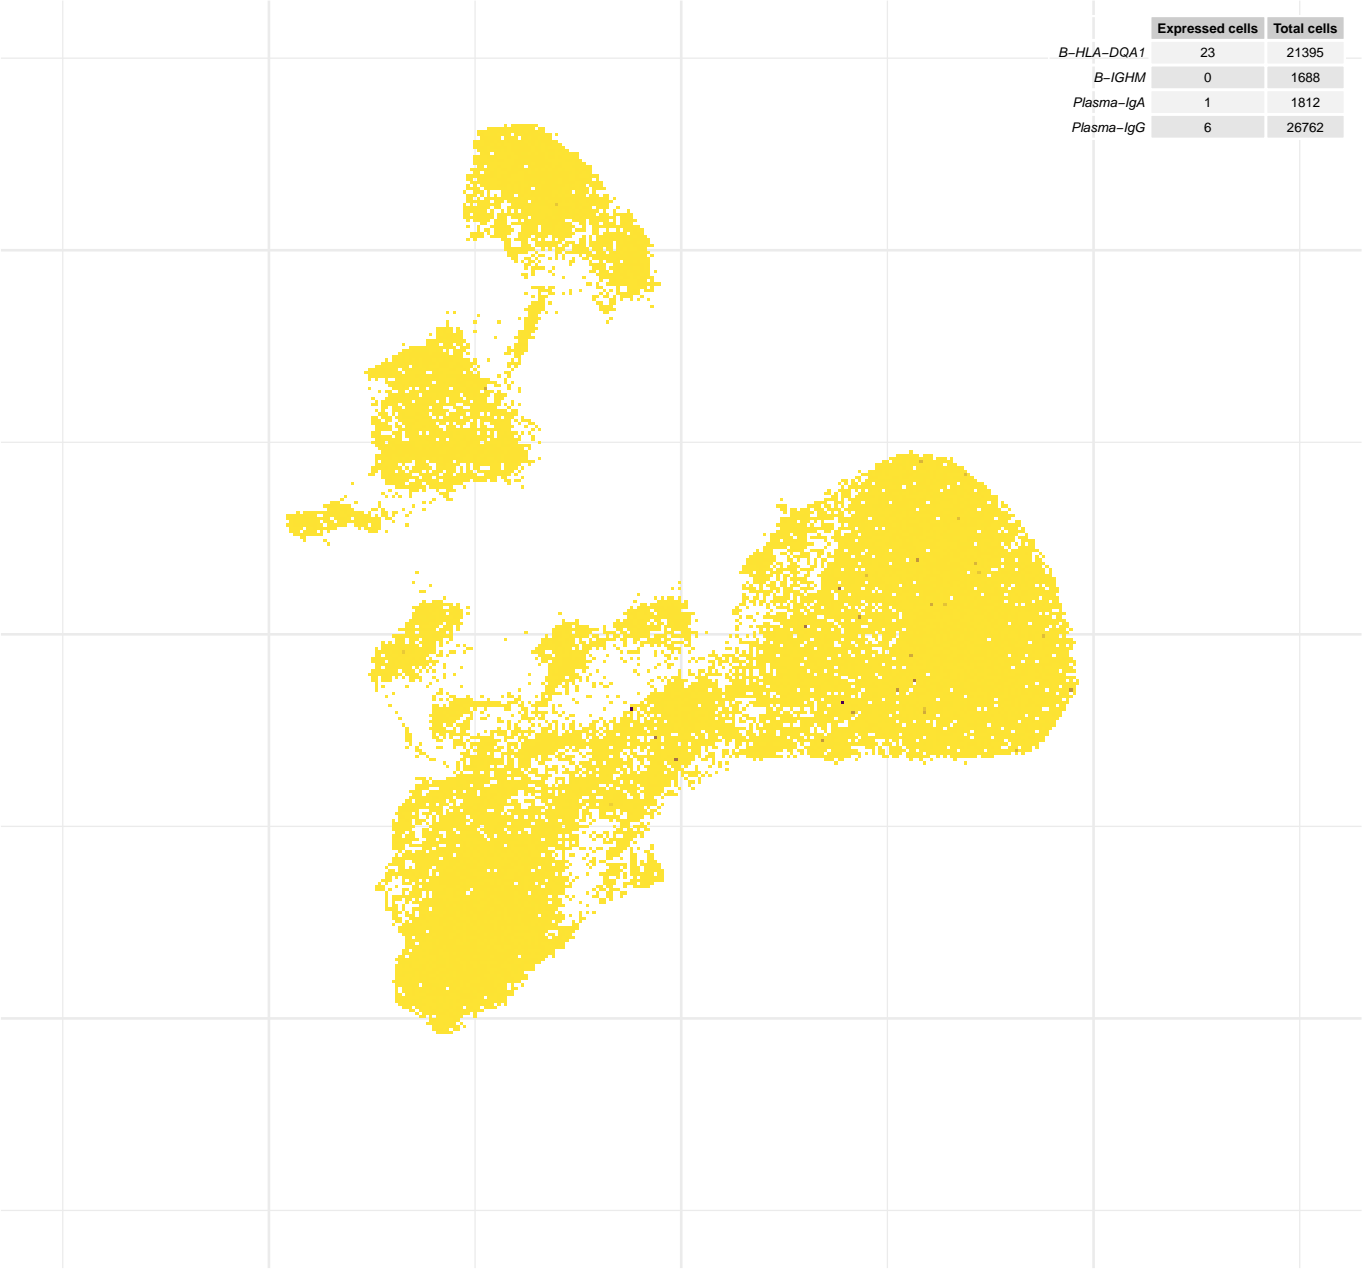 Expressed cells Total cells
B−HLA−DQA1 23 21395
B−IGHM 0 1688
Plasma−IgA 1 1812
Plasma−IgG 6 26762